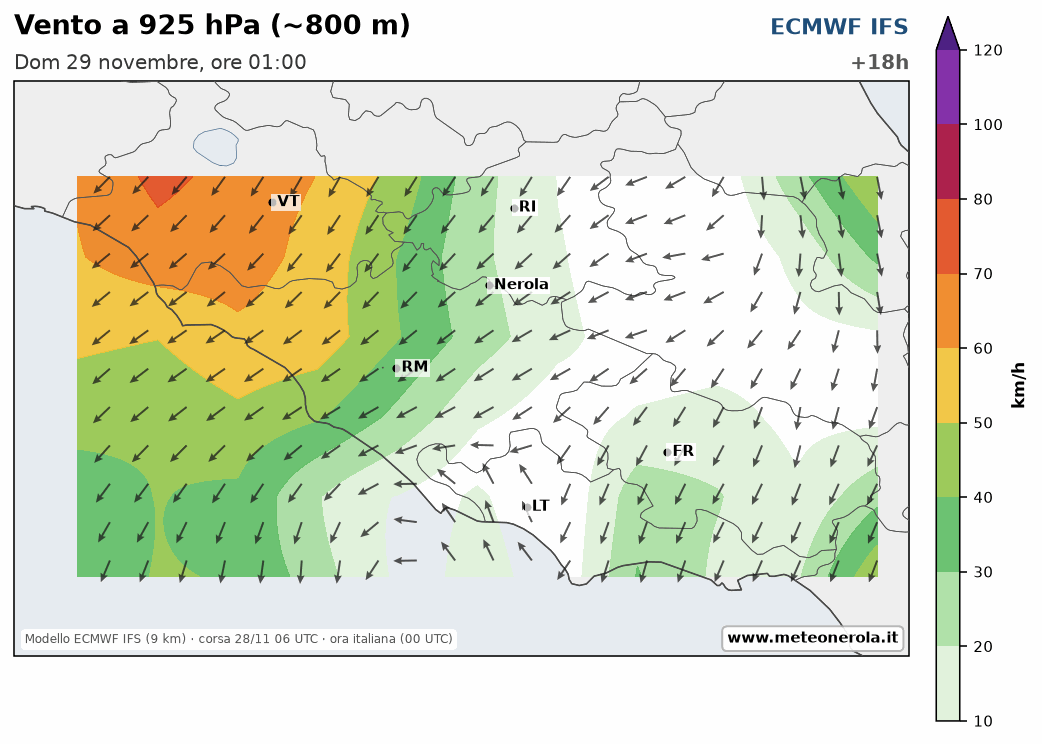 Vento a 925 hPa (~800 m)
ECMWF IFS
Dom 29 novembre, ore 01:00
+18h
VT
RI
Nerola
RM
FR
LT
120
100
80
70
60
50
40
30
20
10
km/h
Modello ECMWF IFS (9 km) · corsa 28/11 06 UTC · ora italiana (00 UTC)
www.meteonerola.it